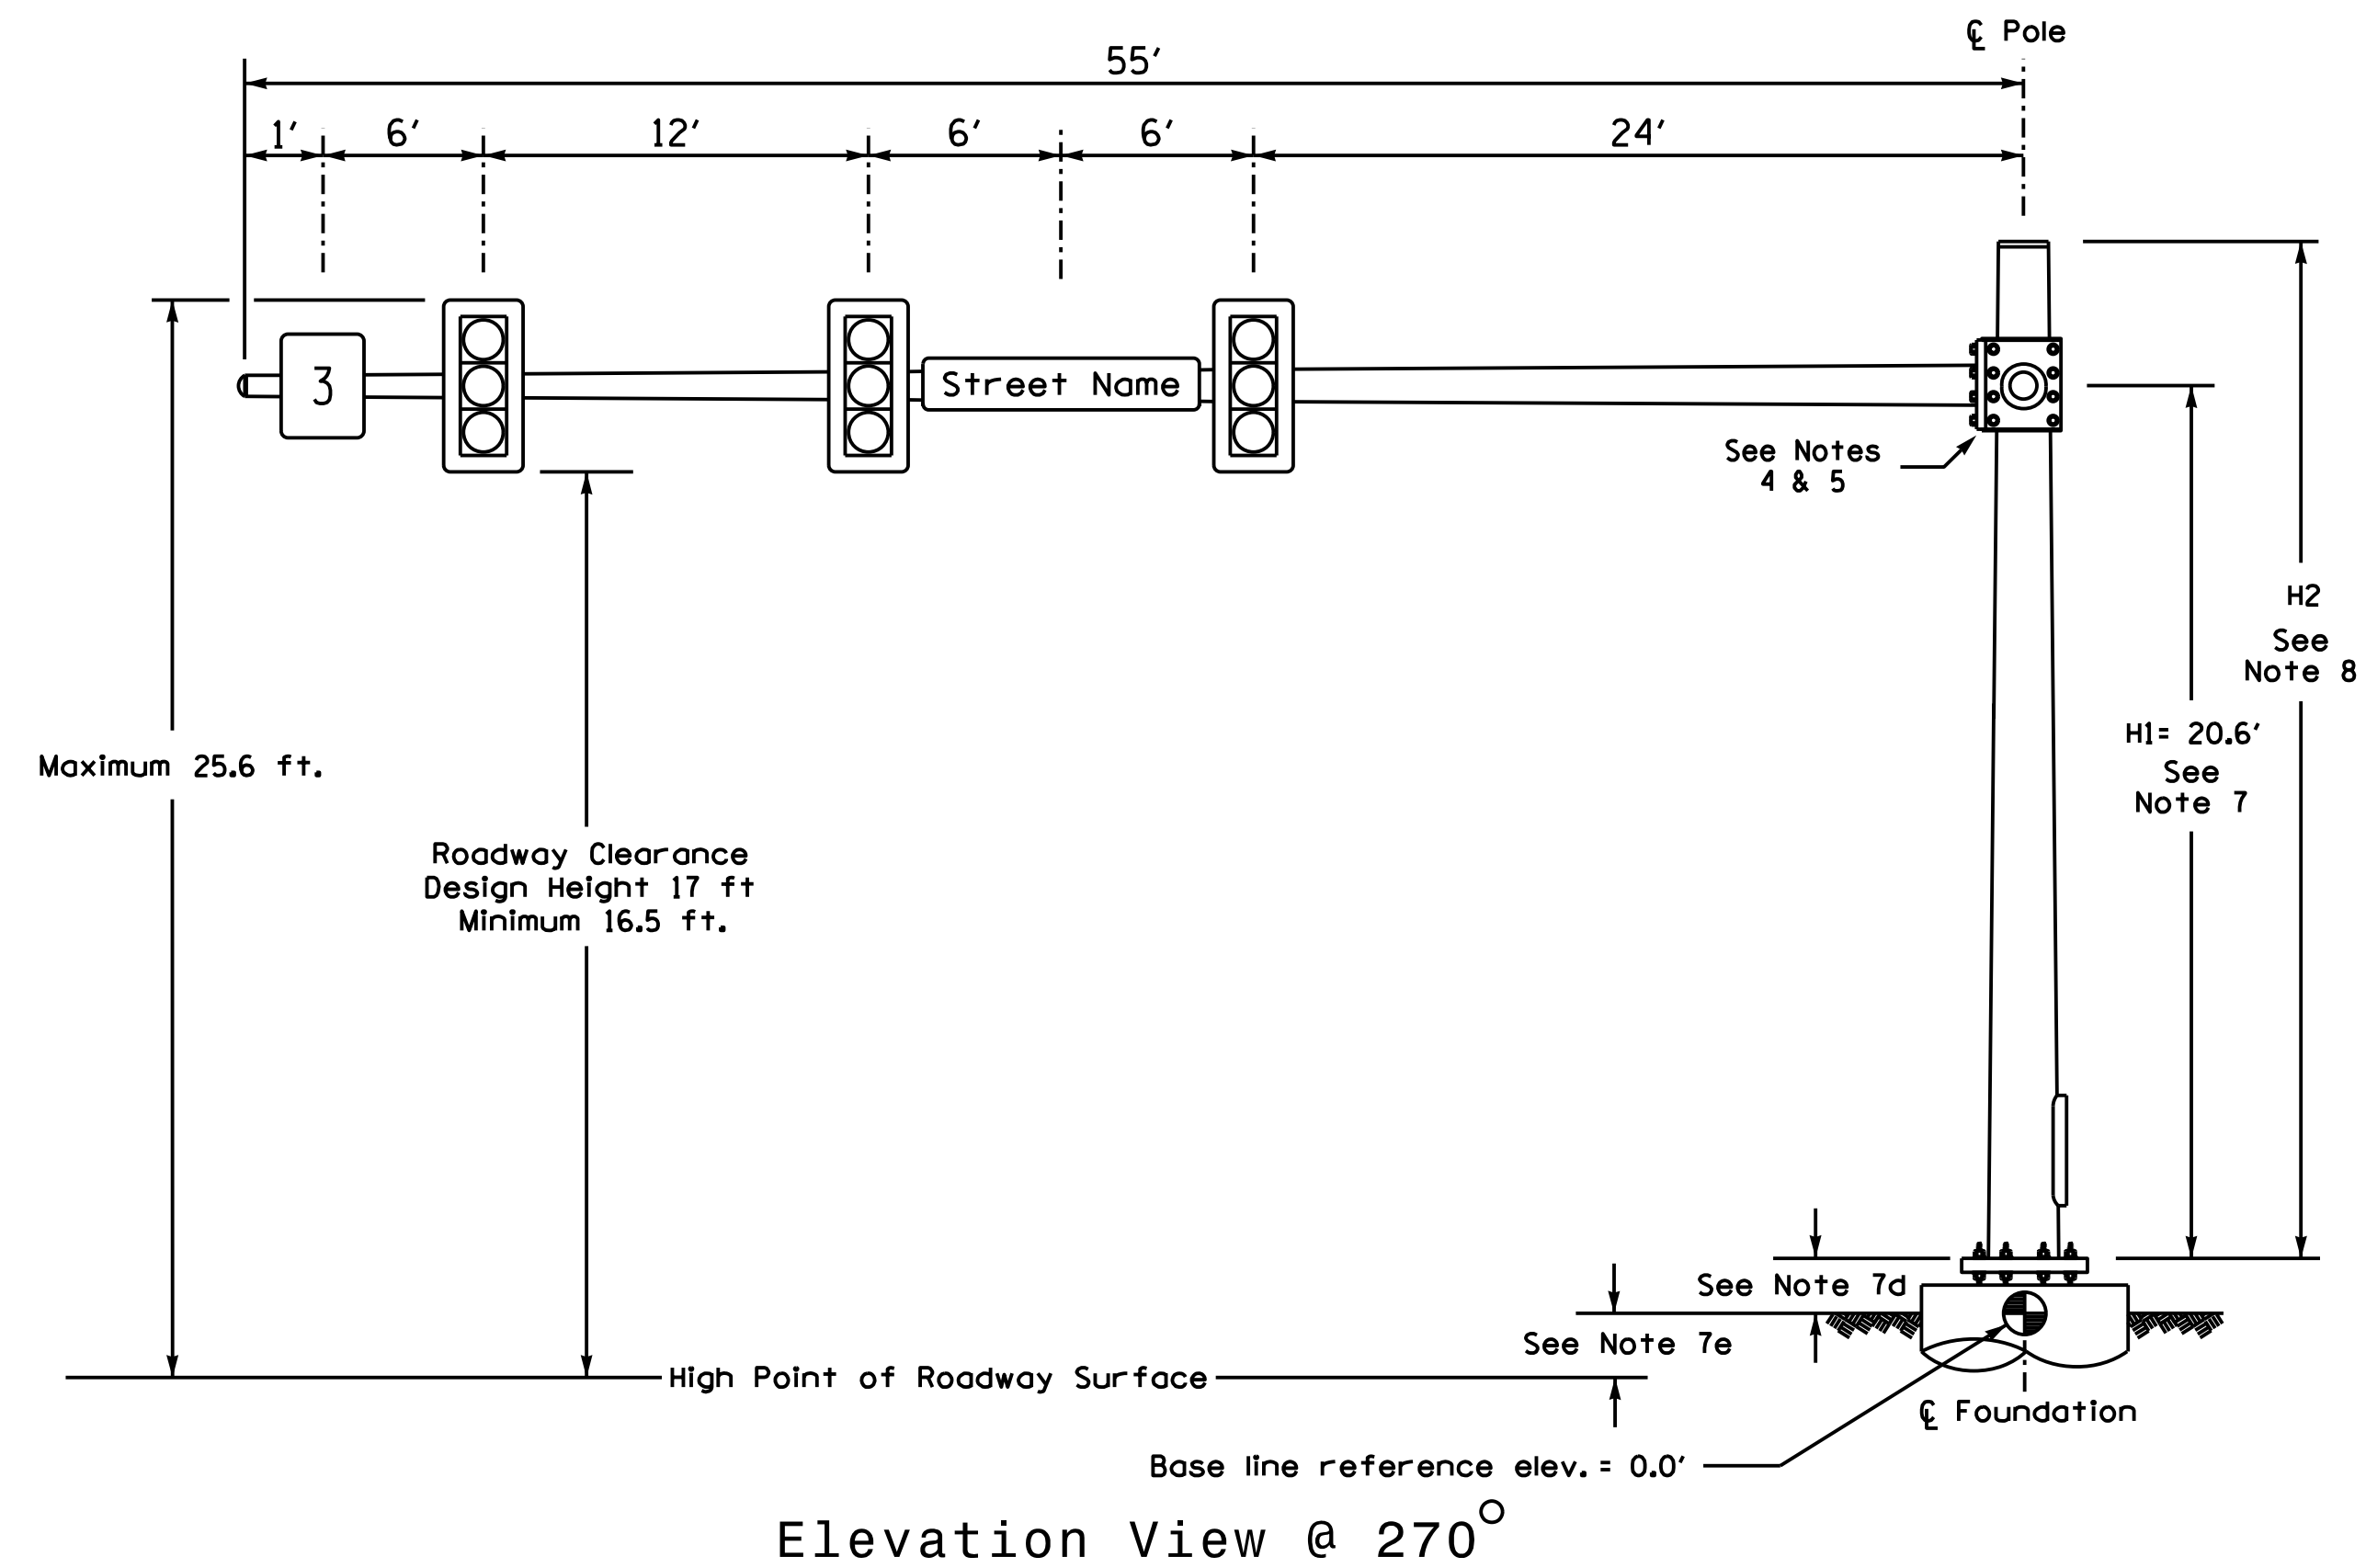 ℄ Pole
55'
1' 6' 12' 6' 6' 24'
3
Street Name
See Notes
4 & 5
H2
See
Note 8
H1= 20.6'
See
Note 7
Maximum 25.6 ft.
Roadway Clearance
Design Height 17 ft
Minimum 16.5 ft.
See Note 7d
See Note 7e
High Point of Roadway Surface
℄ Foundation
Base line reference elev. = 0.0'
Elevation View @ 270°